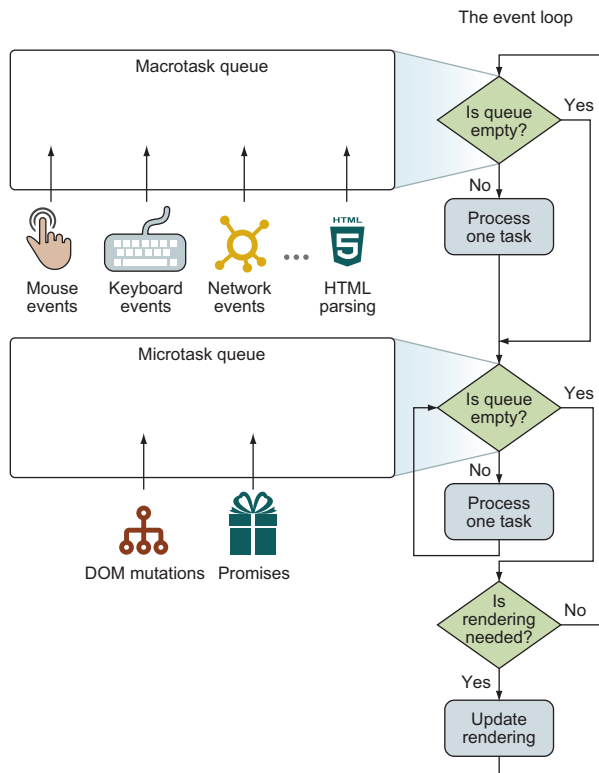 The event loop
Macrotask queue
Is queue
empty?
Yes
No
Process
one task
HTML
5
Mouse
events
Keyboard
events
Network
events
...
HTML
parsing
Microtask queue
Is queue
empty?
Yes
No
Process
one task
DOM mutations
Promises
Is
rendering
needed?
No
Yes
Update
rendering